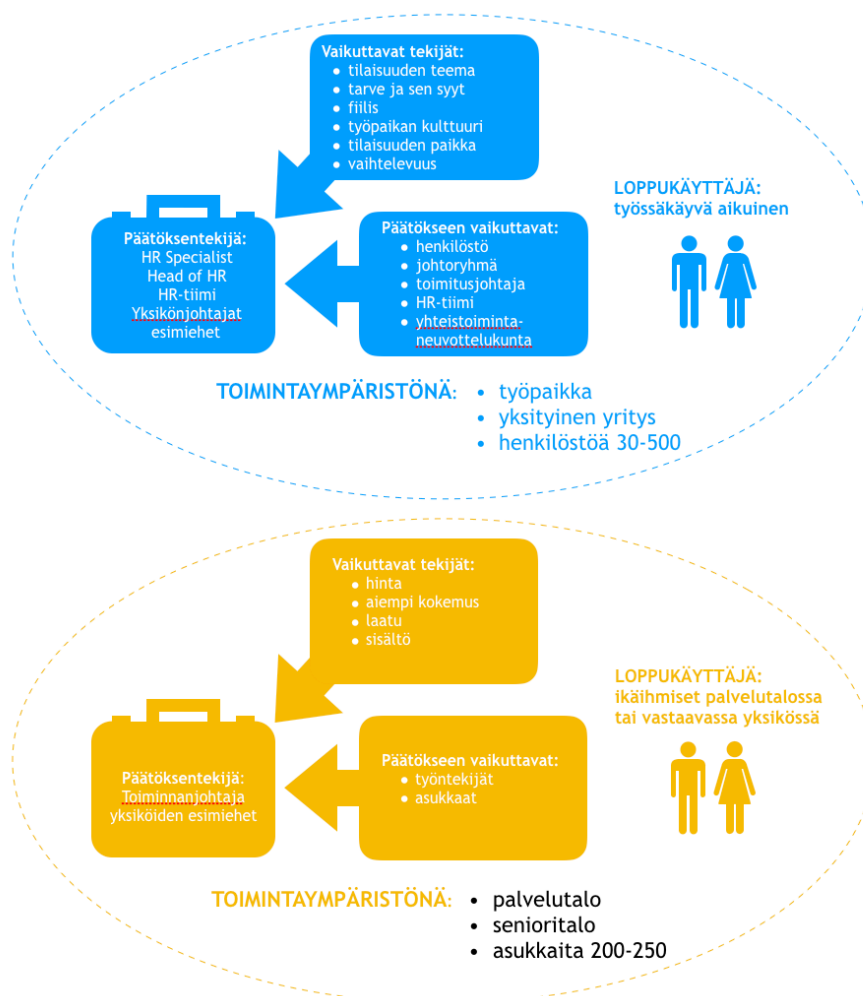 Vaikuttavat tekijät:
• tilaisuuden teema
• tarve ja sen syyt
• fiilis
• työpaikan kulttuuri
• tilaisuuden paikka
• vaihtelevuus
LOPPUKÄYTTÄJÄ:
työssäkäyvä aikuinen
Päätöksentekijä:
HR Specialist
Head of HR
HR-tiimi
Yksikönjohtajat
esimiehet
Päätökseen vaikuttavat:
• henkilöstö
• johtoryhmä
• toimitusjohtaja
• HR-tiimi
• yhteistoiminta-
neuvottelukunta
TOIMINTAYMPÄRISTÖNÄ:
• työpaikka
• yksityinen yritys
• henkilöstöä 30-500
Vaikuttavat tekijät:
• hinta
• aiempi kokemus
• laatu
• sisältö
LOPPUKÄYTTÄJÄ:
ikäihmiset palvelutalossa
tai vastaavassa yksikössä
Päätöksentekijä:
Toiminnanjohtaja
yksiköiden esimiehet
Päätökseen vaikuttavat:
• työntekijät
• asukkaat
TOIMINTAYMPÄRISTÖNÄ:
• palvelutalo
• senioritalo
• asukkaita 200-250